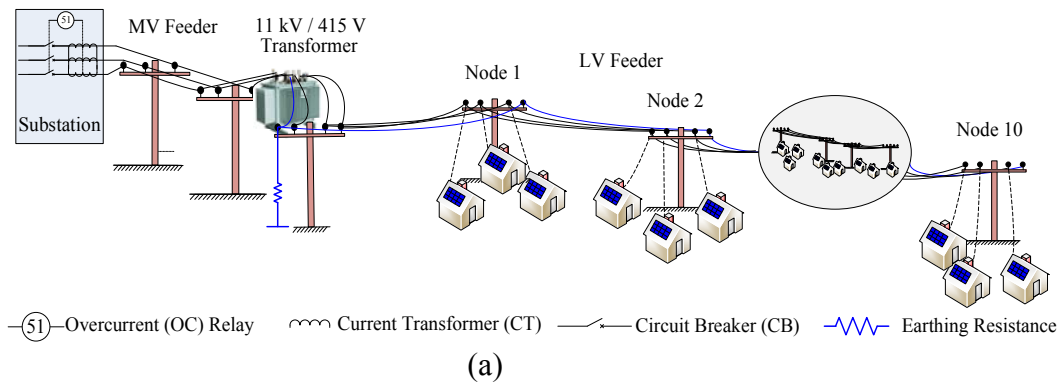 51
MV Feeder
11 kV / 415 V
Transformer
Substation
Node 1
LV Feeder
Node 2
Node 10
51 Overcurrent (OC) Relay
Current Transformer (CT)
Circuit Breaker (CB)
Earthing Resistance
(a)